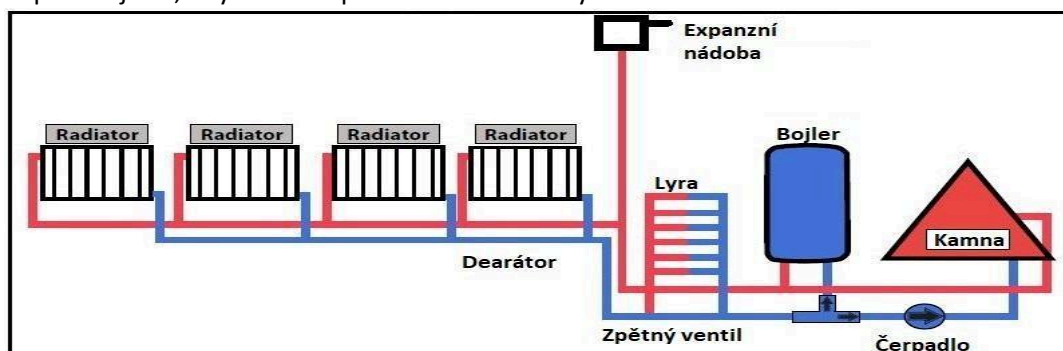 Expanzní
nádoba
Radiator Radiator Radiator Radiator
Bojler
Lyra
Kamna
Dearátor
Zpětný ventil
Čerpadlo